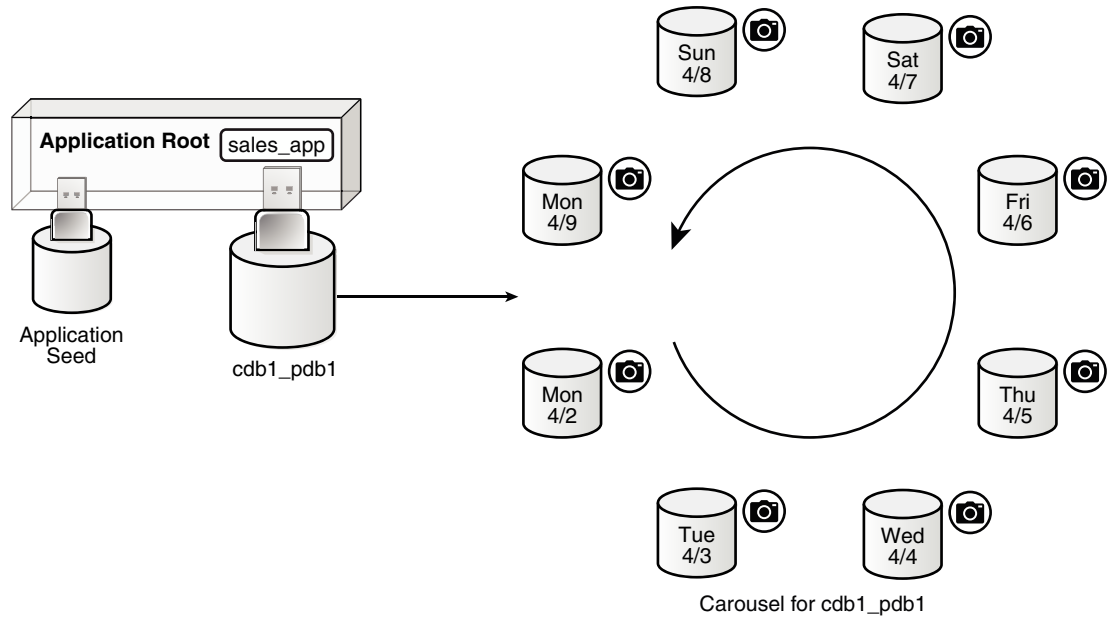 Application Root
sales_app
Application
Seed
cdb1_pdb1
Sun
4/8
Sat
4/7
Mon
4/9
Fri
4/6
Mon
4/2
Thu
4/5
Tue
4/3
Wed
4/4
Carousel for cdb1_pdb1